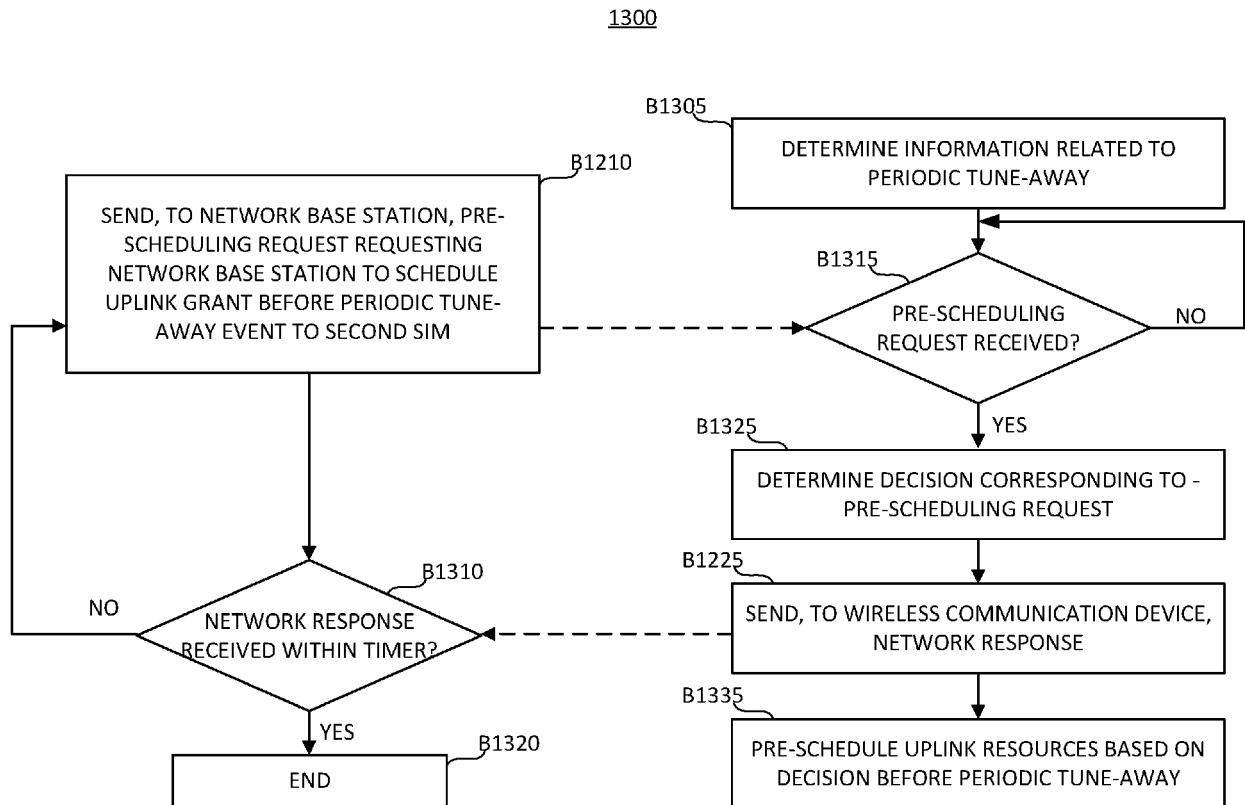 1300
B1210
SEND, TO NETWORK BASE STATION, PRE-
SCHEDULING REQUEST REQUESTING
NETWORK BASE STATION TO SCHEDULE
UPLINK GRANT BEFORE PERIODIC TUNE-
AWAY EVENT TO SECOND SIM
B1310
NETWORK RESPONSE
RECEIVED WITHIN TIMER?
NO
YES
B1320
END
B1305
DETERMINE INFORMATION RELATED TO
PERIODIC TUNE-AWAY
B1315
PRE-SCHEDULING
REQUEST RECEIVED?
NO
YES
B1325
DETERMINE DECISION CORRESPONDING TO -
PRE-SCHEDULING REQUEST
B1225
SEND, TO WIRELESS COMMUNICATION DEVICE,
NETWORK RESPONSE
B1335
PRE-SCHEDULE UPLINK RESOURCES BASED ON
DECISION BEFORE PERIODIC TUNE-AWAY